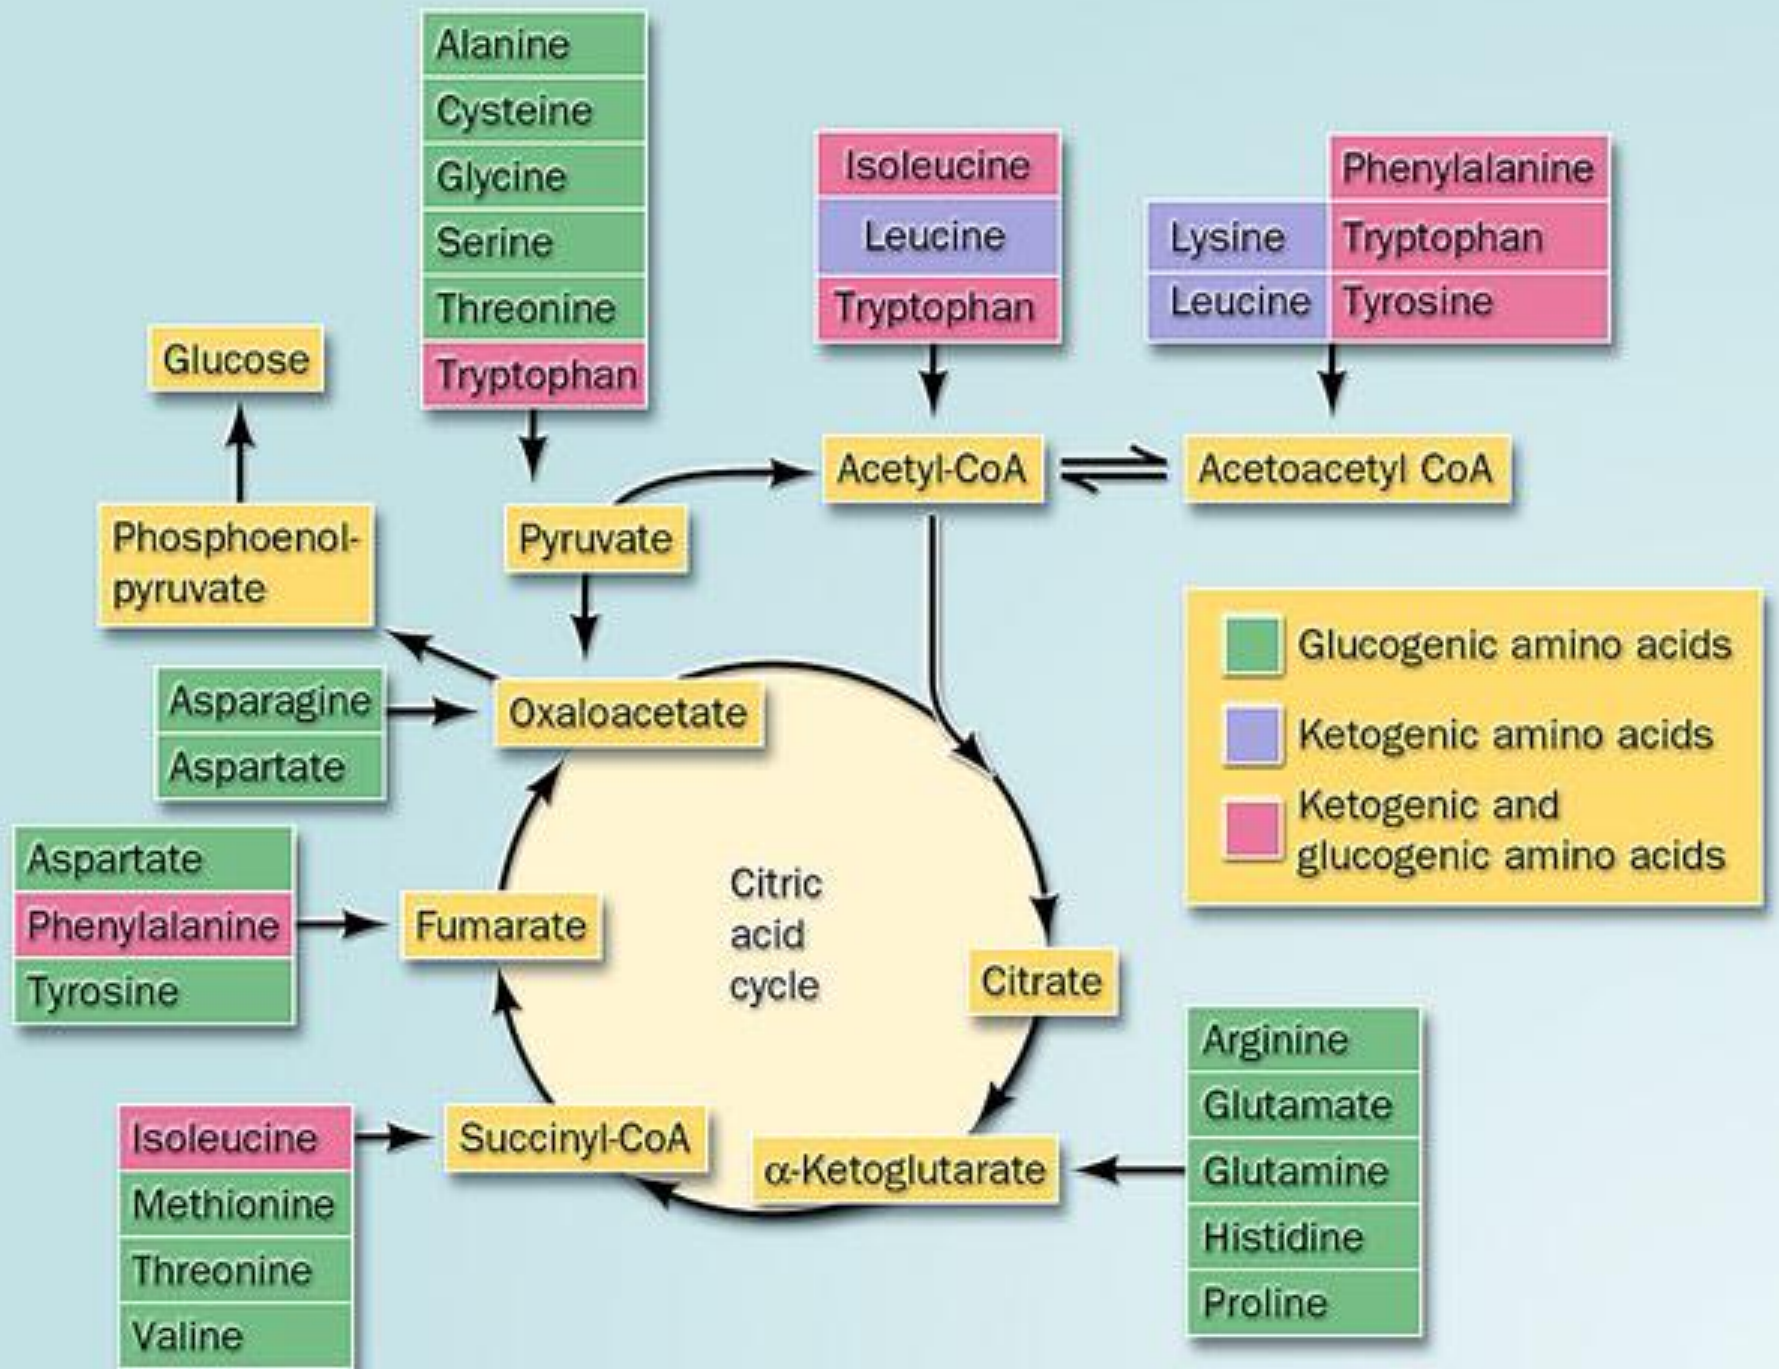 Alanine
Cysteine
Glycine
Serine
Threonine
Tryptophan
Isoleucine
Leucine
Tryptophan
Phenylalanine
Lysine
Tryptophan
Leucine
Tyrosine
Glucose
Acetyl-CoA
Acetoacetyl CoA
Phosphoenol-
pyruvate
Pyruvate
Glucogenic amino acids
Ketogenic amino acids
Ketogenic and
glucogenic amino acids
Asparagine
Aspartate
Oxaloacetate
Aspartate
Phenylalanine
Tyrosine
Fumarate
Citric
acid
cycle
Citrate
Arginine
Glutamate
Glutamine
Histidine
Proline
Isoleucine
Methionine
Threonine
Valine
Succinyl-CoA
α-Ketoglutarate